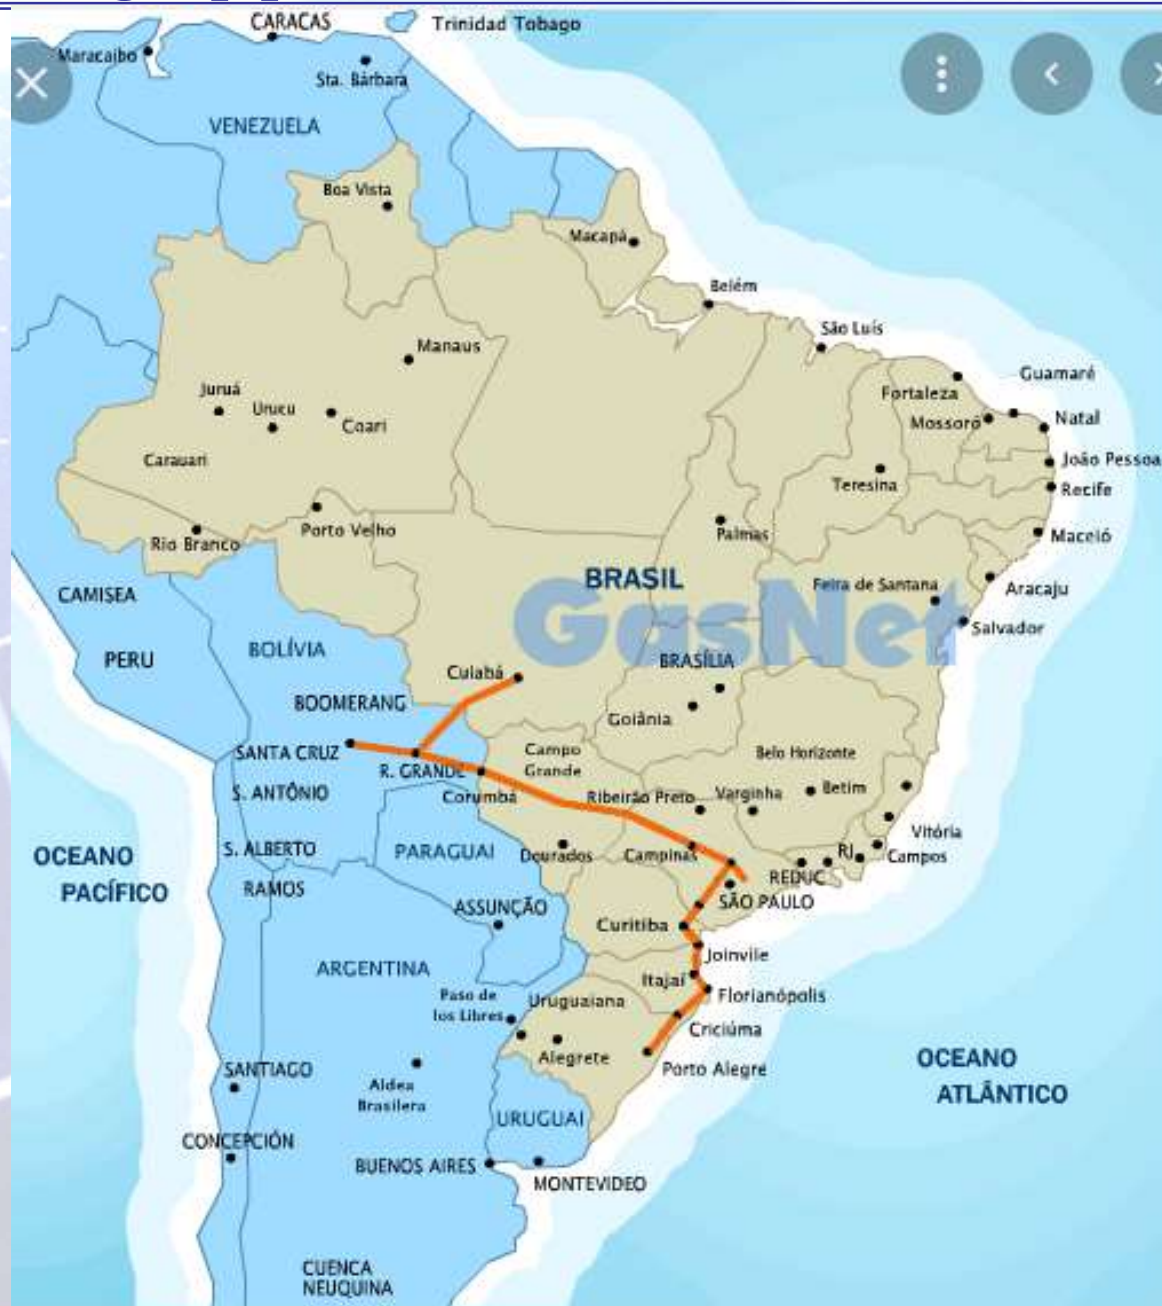 CARACAS
Trinidad Tobago
Maracaibo
Sta. Bárbara
VENEZUELA
Boa Vista
Macapá
Belém
São Luís
Manaus
Guamaré
Juruá
Fortaleza
Urucu
Natal
Coari
Mossoró
Carauari
João Pessoa
Teresina
Recife
Porto Velho
Palmas
Maceió
Rio Branco
BRASIL
CAMISEA
Feira de Santana
Aracaju
GasNet
Salvador
BOLÍVIA
PERU
BRASÍLIA
Cuiabá
BOOMERANG
Goiânia
SANTA CRUZ
Campo
Grande
Belo Horizonte
R. GRANDE
S. ANTÔNIO
Corumbá
Ribeirão Preto
Varginha
Betim
Vitória
S. ALBERTO
PARAGUAI
Dourados
Campinas
RJ
Campos
OCEANO
PACÍFICO
REDUC
RAMOS
SÃO PAULO
ASSUNÇÃO
Curitiba
Joinvile
ARGENTINA
Itajaí
Florianópolis
Paso de
los Libres
Uruguaiana
Criciúma
Alegrete
Porto Alegre
OCEANO
ATLÂNTICO
SANTIAGO
Aldea
Brasilera
URUGUAI
CONCEPCIÓN
BUENOS AIRES
MONTEVIDEO
CUENCA
NEUQUINA